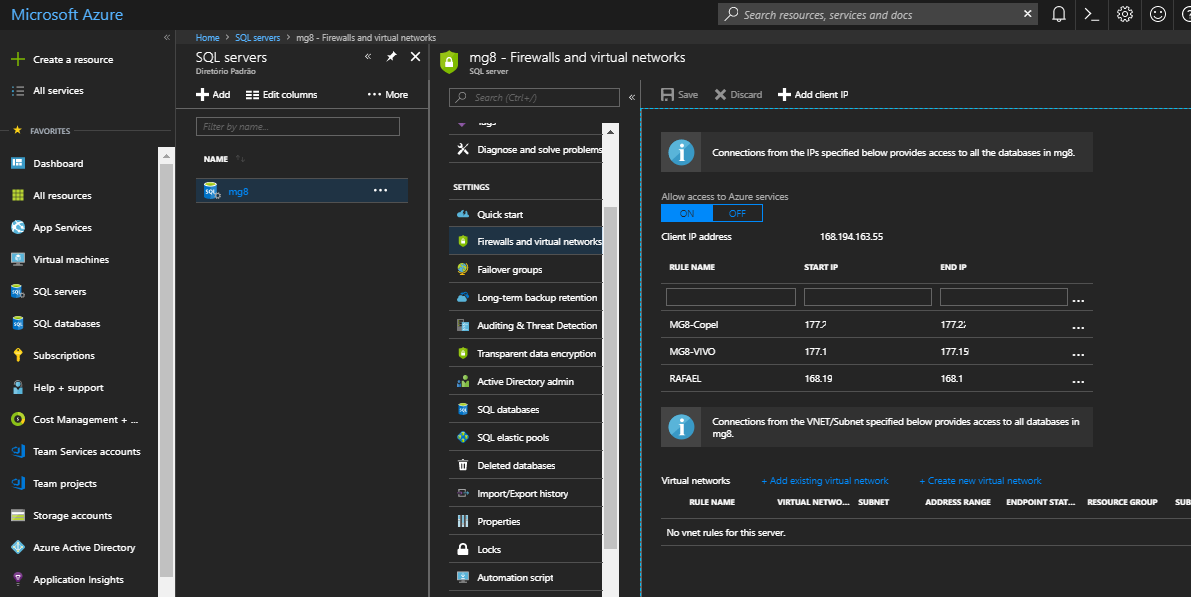 Microsoft Azure
Search resources, services and docs
Create a resource
All services
FAVORITES
Dashboard
All resources
App Services
Virtual machines
SQL servers
SQL databases
Subscriptions
Help + support
Cost Management + ...
Team Services accounts
Team projects
Storage accounts
Azure Active Directory
Application Insights
Home > SQL servers > mg8 - Firewalls and virtual networks
SQL servers
Diretório Padrão
Add Edit columns More
Filter by name...
NAME
mg8
mg8 - Firewalls and virtual networks
SQL server
Search (Ctrl+/)
Tags
Diagnose and solve problems
SETTINGS
Quick start
Firewalls and virtual networks
Failover groups
Long-term backup retention
Auditing & Threat Detection
Transparent data encryption
Active Directory admin
SQL databases
SQL elastic pools
Deleted databases
Import/Export history
Properties
Locks
Automation script
Save Discard Add client IP
Connections from the IPs specified below provides access to all the databases in mg8.
Allow access to Azure services
ON OFF
Client IP address 168.194.163.55
RULE NAME START IP END IP
MG8-Copel 177.2 177.22
MG8-VIVO 177.1 177.15
RAFAEL 168.19 168.1
Connections from the VNET/Subnet specified below provides access to all databases in
mg8.
Virtual networks + Add existing virtual network + Create new virtual network
RULE NAME VIRTUAL NETWO... SUBNET ADDRESS RANGE ENDPOINT STAT... RESOURCE GROUP SUB
No vnet rules for this server.